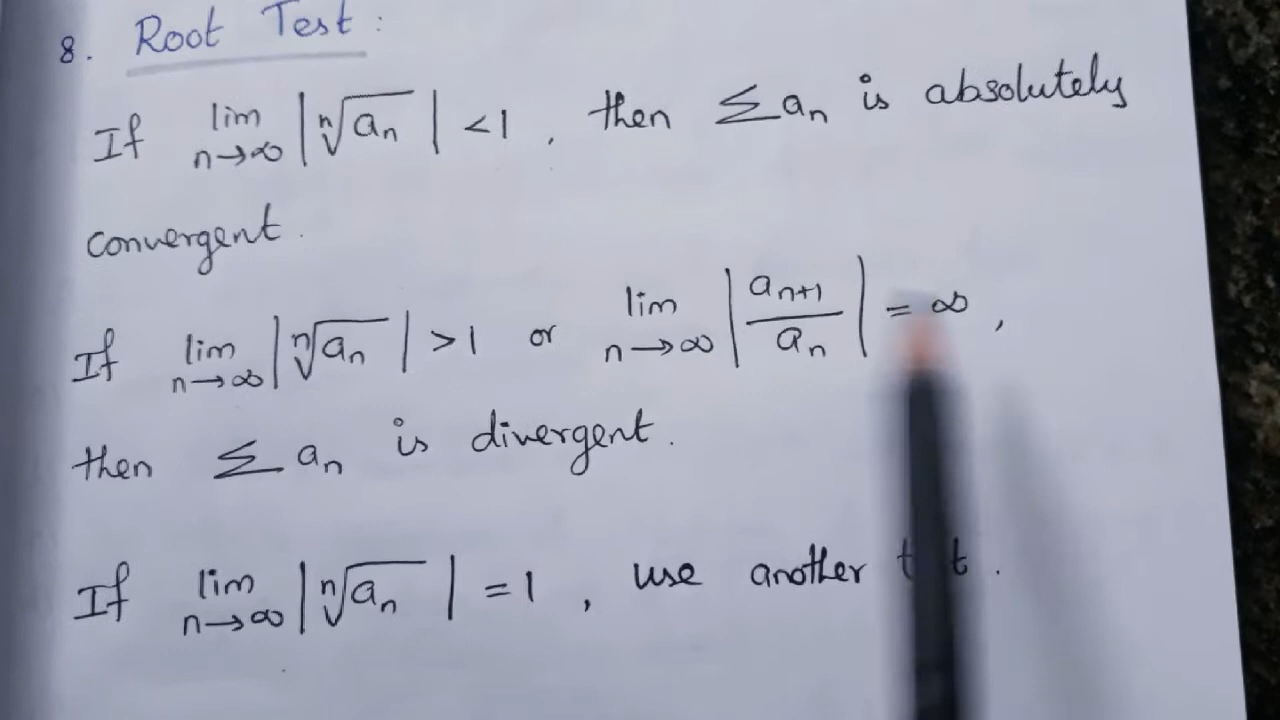 8. Root Test:
If lim n→∞ |ⁿ√aₙ| <1, then Σaₙ is absolutely
convergent.
If lim n→∞ |ⁿ√aₙ| >1 or lim n→∞ |aₙ₊₁/aₙ| = ∞,
then Σ aₙ is divergent.
If lim n→∞ |ⁿ√aₙ| =1, use another